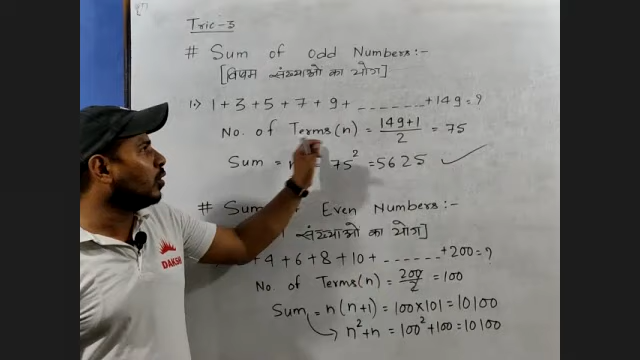 Tric-3
# Sum of Odd Numbers:-
[विषम संख्याओ का योग]
1.) 1 + 3 + 5 + 7 + 9 + ------ + 149 = ?
No. of Terms (n) = 149+1/2 = 75
Sum = 75² = 5625 ✓
# Sum Even Numbers:-
संख्याओ का योग]
+ 4 + 6 + 8 + 10 + ------ + 200 = ?
No. of Terms (n) = 200/2 = 100
Sum = n (n+1) = 100×101 = 10100
n²+n = 100²+100 = 10100
DAKSH